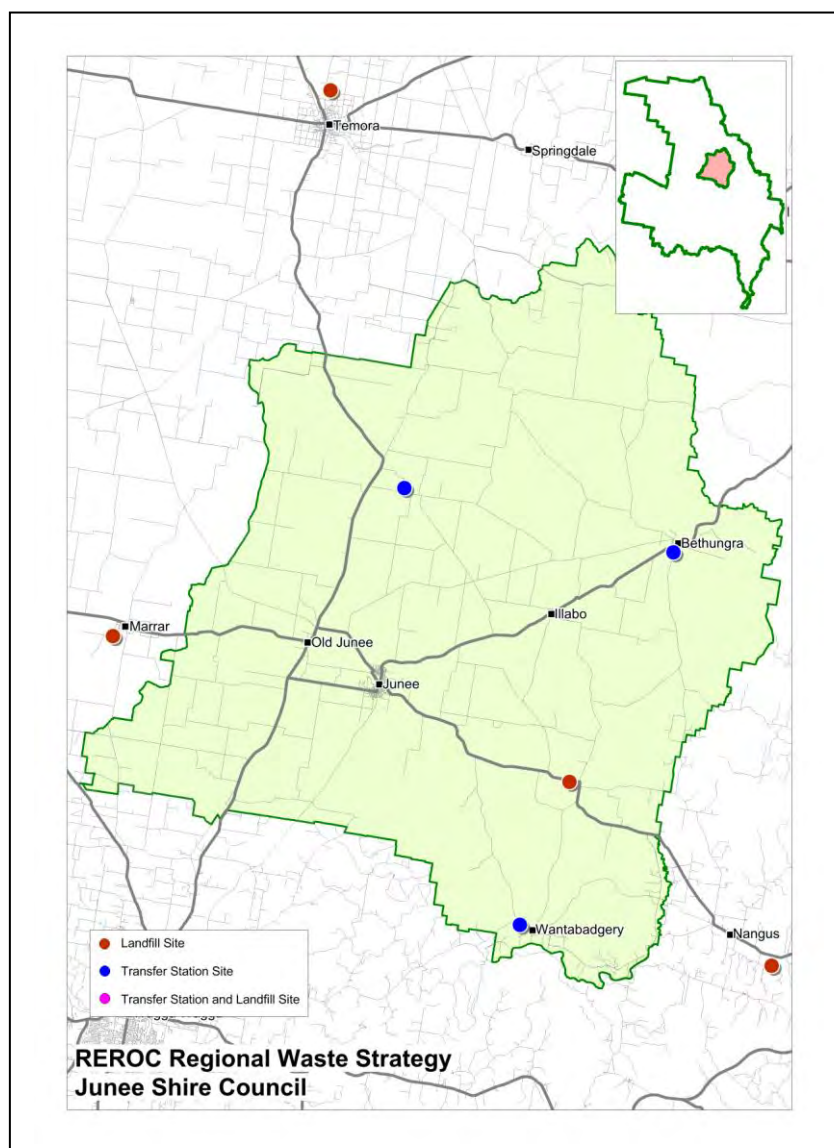 Temora
Springdale
Bethungra
Illabo
Marrar
Old Junee
Junee
Wantabadgery
Nangus
Landfill Site
Transfer Station Site
Transfer Station and Landfill Site
REROC Regional Waste Strategy
Junee Shire Council